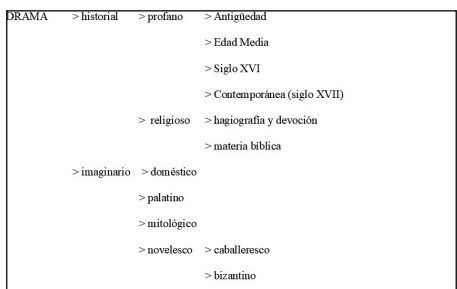 DRAMA > historial > profano > Antigüedad
> Edad Media
> Siglo XVI
> Contemporánea (siglo XVII)
> religioso > hagiografía y devoción
> materia bíblica
> imaginario > doméstico
> palatino
> mitológico
> novelesco > caballeresco
> bizantino